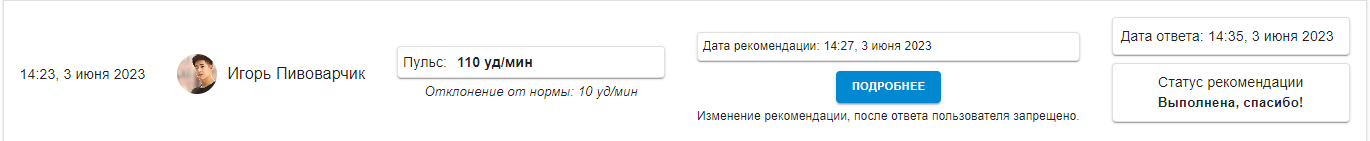 14:23, 3 июня 2023
Игорь Пивоварчик
Пульс: 110 уд/мин
Отклонение от нормы: 10 уд/мин
Дата рекомендации: 14:27, 3 июня 2023
ПОДРОБНЕЕ
Изменение рекомендации, после ответа пользователя запрещено.
Дата ответа: 14:35, 3 июня 2023
Статус рекомендации
Выполнена, спасибо!